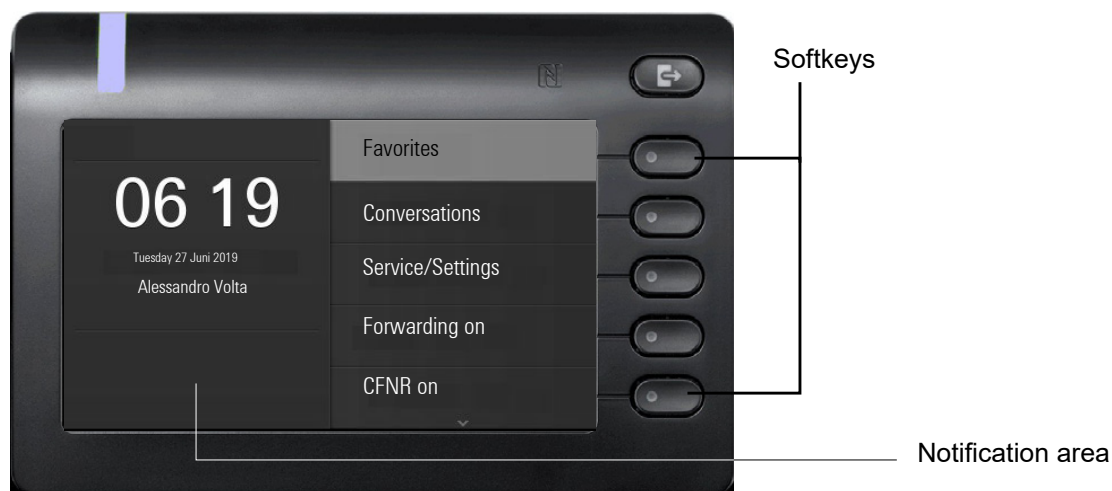 Softkeys
Favorites
06 19
Conversations
Tuesday 27 Juni 2019
Service/Settings
Alessandro Volta
Forwarding on
CFNR on
Notification area